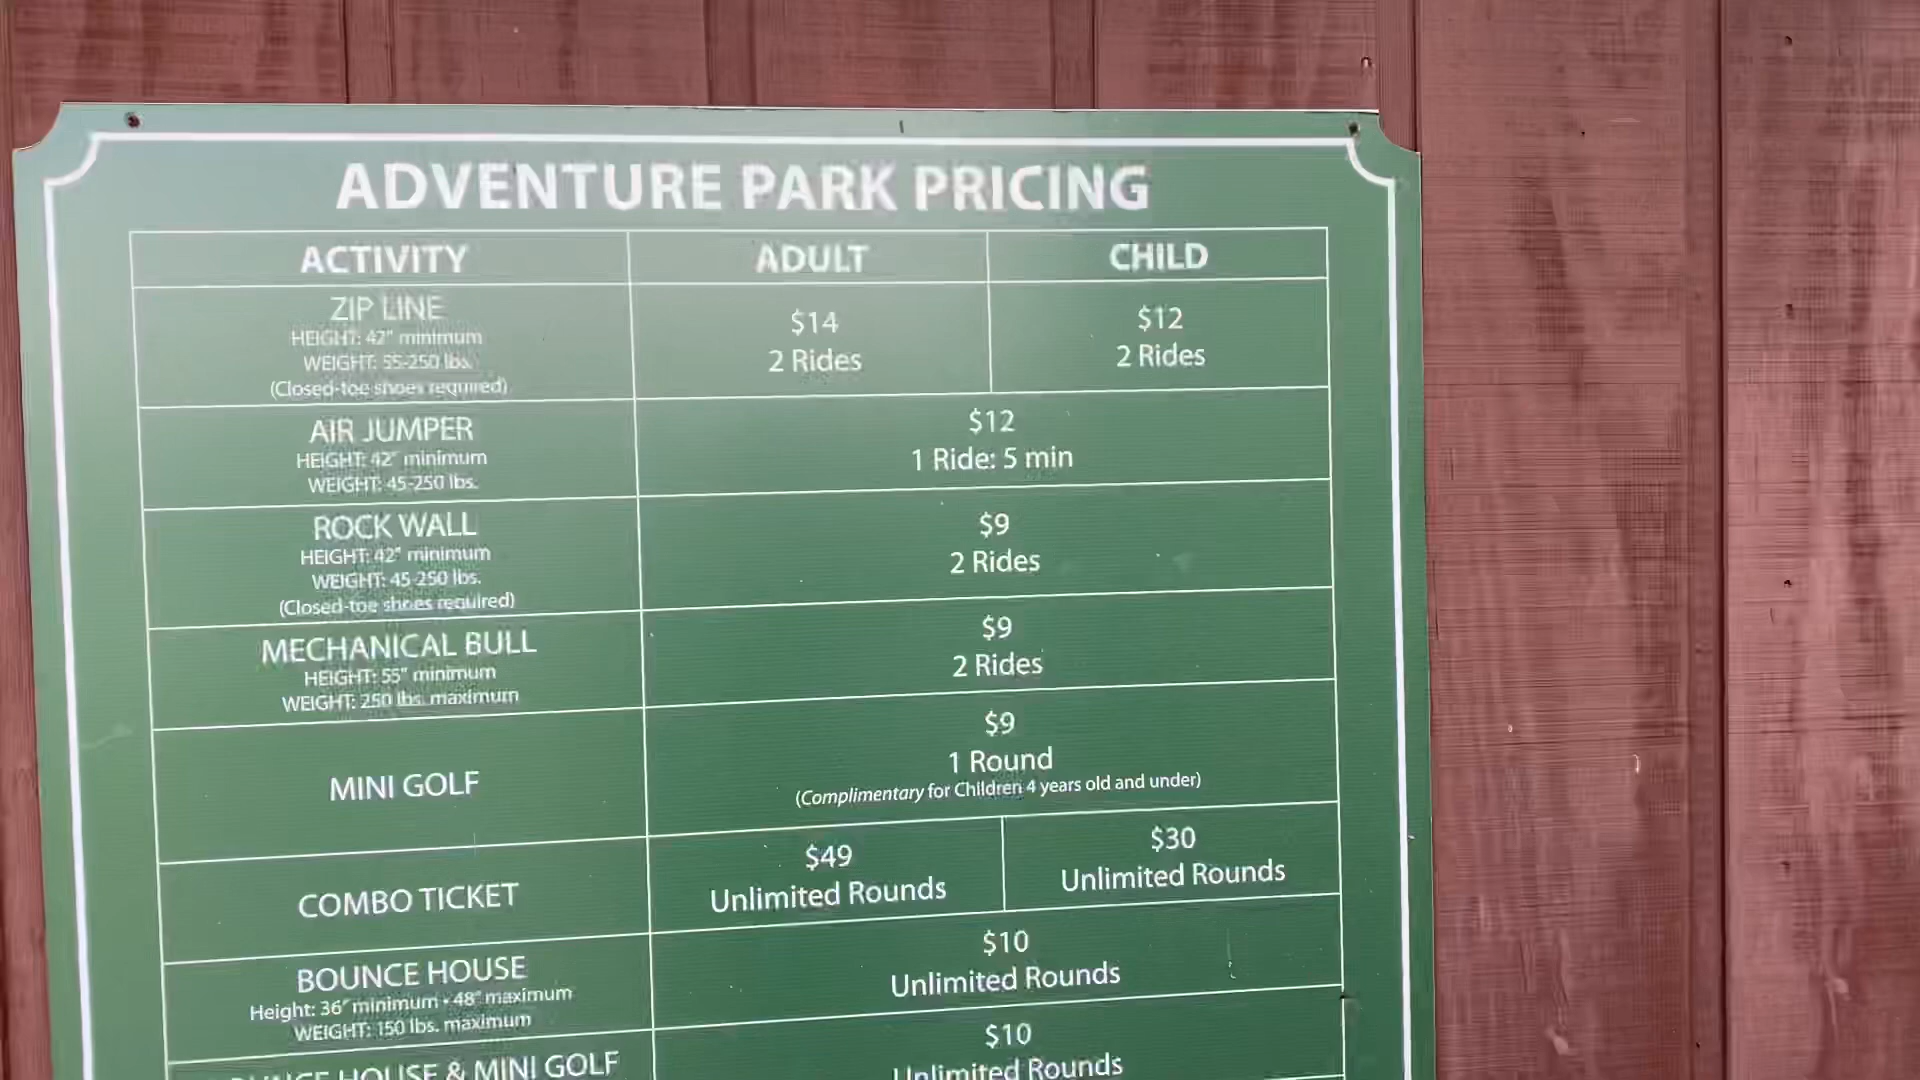 ADVENTURE PARK PRICING
ACTIVITY ADULT CHILD
ZIP LINE
HEIGHT: 42" minimum
WEIGHT: 55-250 lbs.
(Closed-toe shoes required)
$14
2 Rides
$12
2 Rides
AIR JUMPER
HEIGHT: 42" minimum
WEIGHT: 45-250 lbs.
$12
1 Ride: 5 min
ROCK WALL
HEIGHT: 42" minimum
WEIGHT: 45-250 lbs.
(Closed-toe shoes required)
$9
2 Rides
MECHANICAL BULL
HEIGHT: 55" minimum
WEIGHT: 250 lbs. maximum
$9
2 Rides
MINI GOLF
$9
1 Round
(Complimentary for Children 4 years old and under)
COMBO TICKET
$49
Unlimited Rounds
$30
Unlimited Rounds
BOUNCE HOUSE
Height: 36" minimum • 48" maximum
WEIGHT: 150 lbs. maximum
$10
Unlimited Rounds
HOUSE & MINI GOLF
$10
Unlimited Rounds